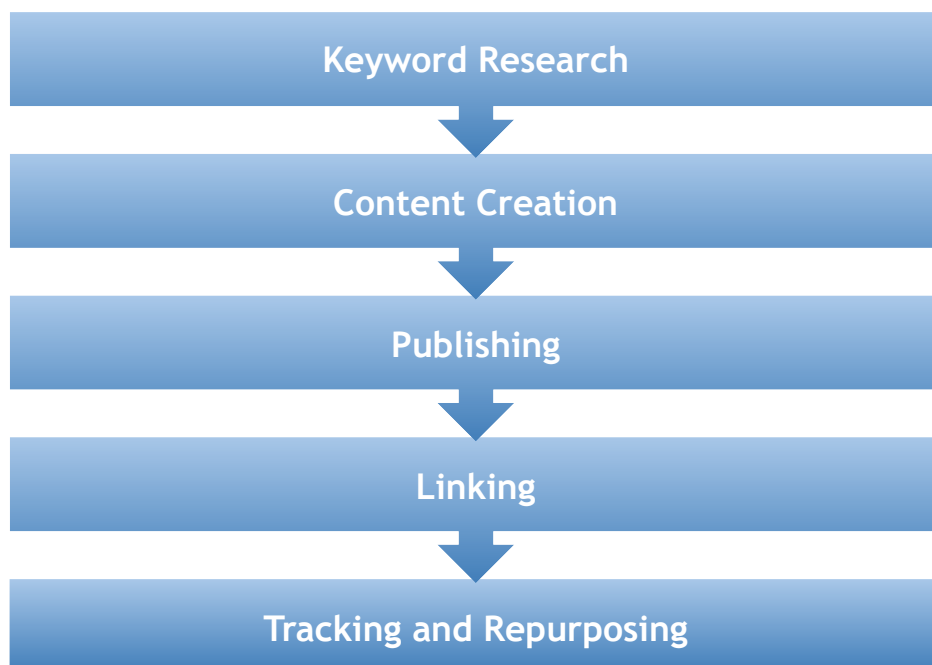 Keyword Research
Content Creation
Publishing
Linking
Tracking and Repurposing